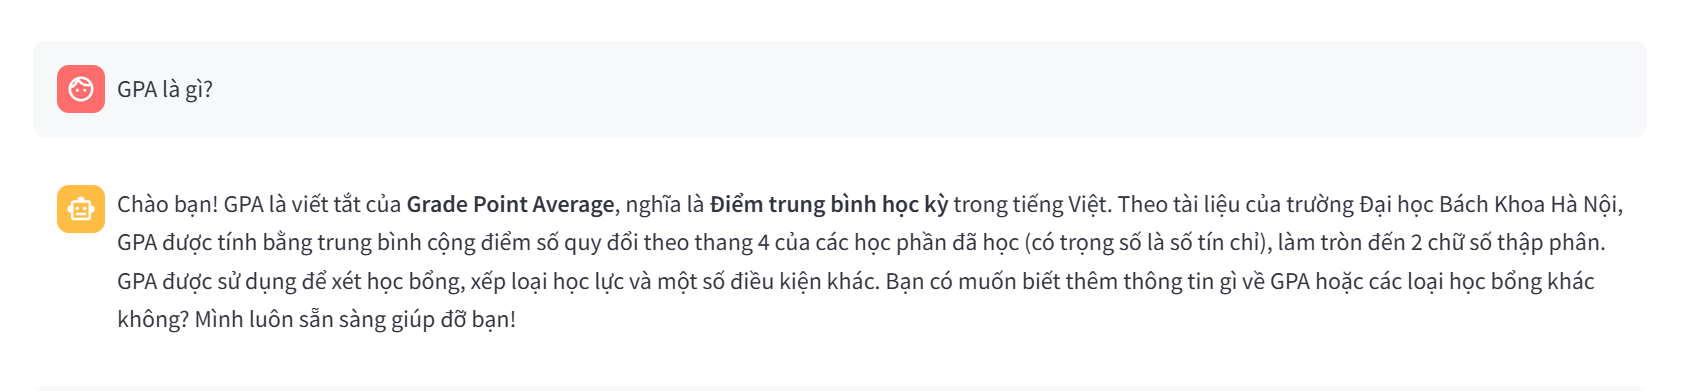 GPA là gì?
Chào bạn! GPA là viết tắt của Grade Point Average, nghĩa là Điểm trung bình học kỳ trong tiếng Việt. Theo tài liệu của trường Đại học Bách Khoa Hà Nội,
GPA được tính bằng trung bình cộng điểm số quy đổi theo thang 4 của các học phần đã học (có trọng số là số tín chỉ), làm tròn đến 2 chữ số thập phân.
GPA được sử dụng để xét học bổng, xếp loại học lực và một số điều kiện khác. Bạn có muốn biết thêm thông tin gì về GPA hoặc các loại học bổng khác
không? Mình luôn sẵn sàng giúp đỡ bạn!